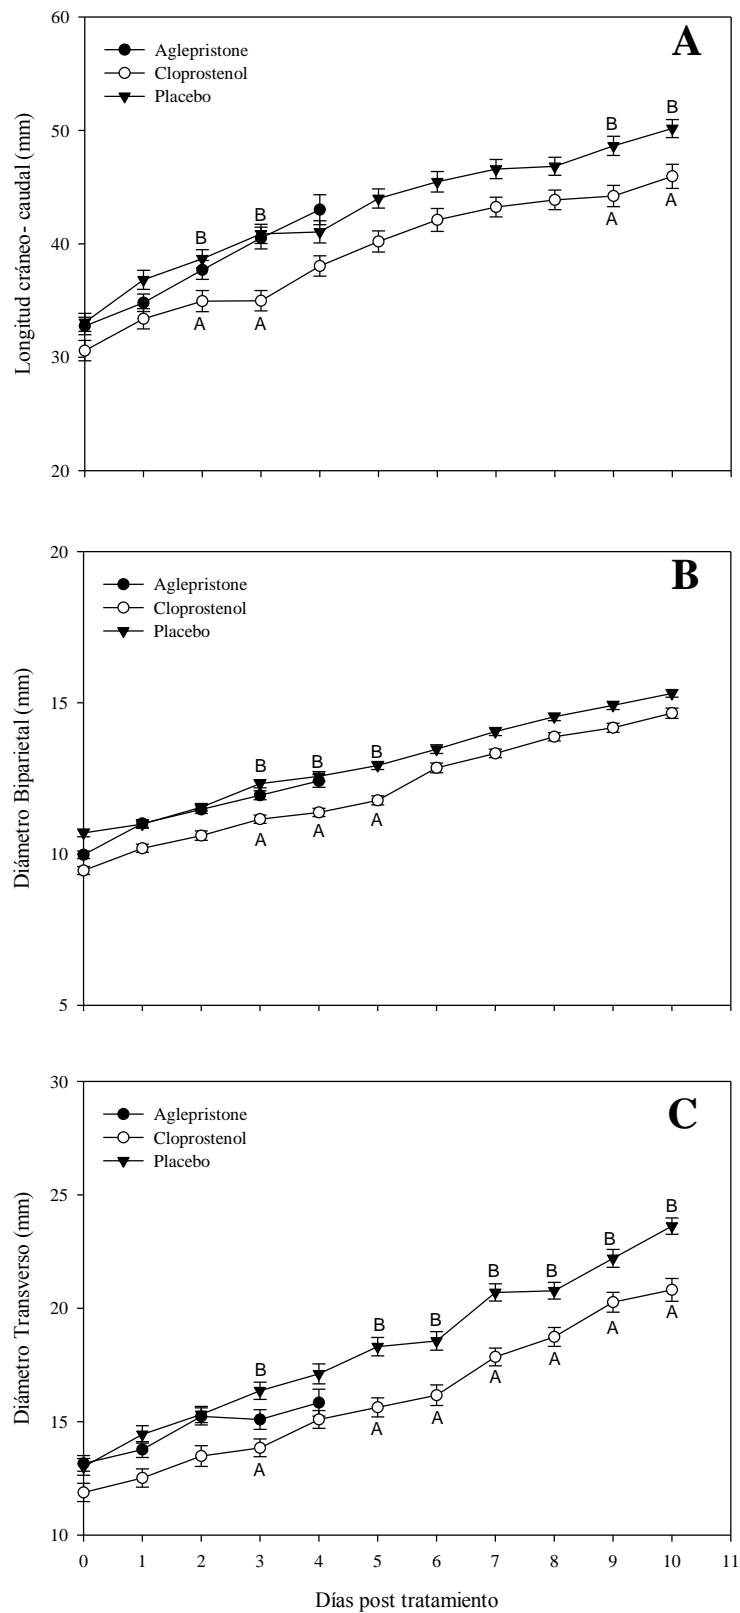 60
A
Aglepristone
Cloprostenol
Placebo
B
B
50
B
B
Longitud cráneo- caudal (mm)
40
A
A
A
A
30
20
20
B
Aglepristone
Cloprostenol
Placebo
15
B
B
B
Diámetro Biparietal (mm)
A
A
A
10
5
30
C
Aglepristone
Cloprostenol
Placebo
25
B
B
B
B
Diámetro Transverso (mm)
20
B
B
B
A
A
A
A
15
A
A
A
10
0 1 2 3 4 5 6 7 8 9 10 11
Días post tratamiento